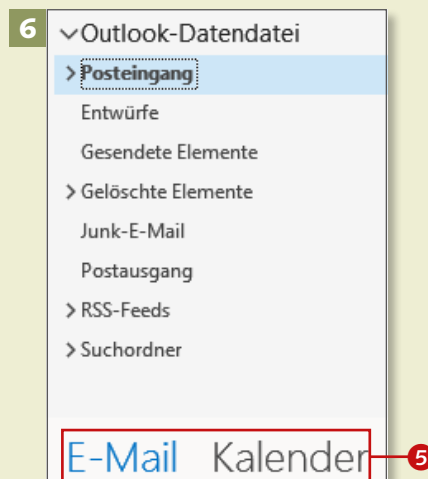 6
Outlook-Datendatei
Posteingang
Entwürfe
Gesendete Elemente
Gelöschte Elemente
Junk-E-Mail
Postausgang
RSS-Feeds
Suchordner
E-Mail Kalender 5